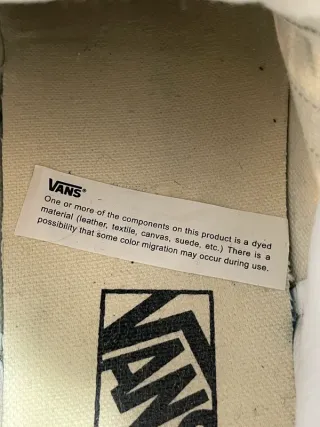 VANS®
One or more of the components on this product is a dyed
material (leather, textile, canvas, suede, etc.) There is a
possibility that some color migration may occur during use.
VANS